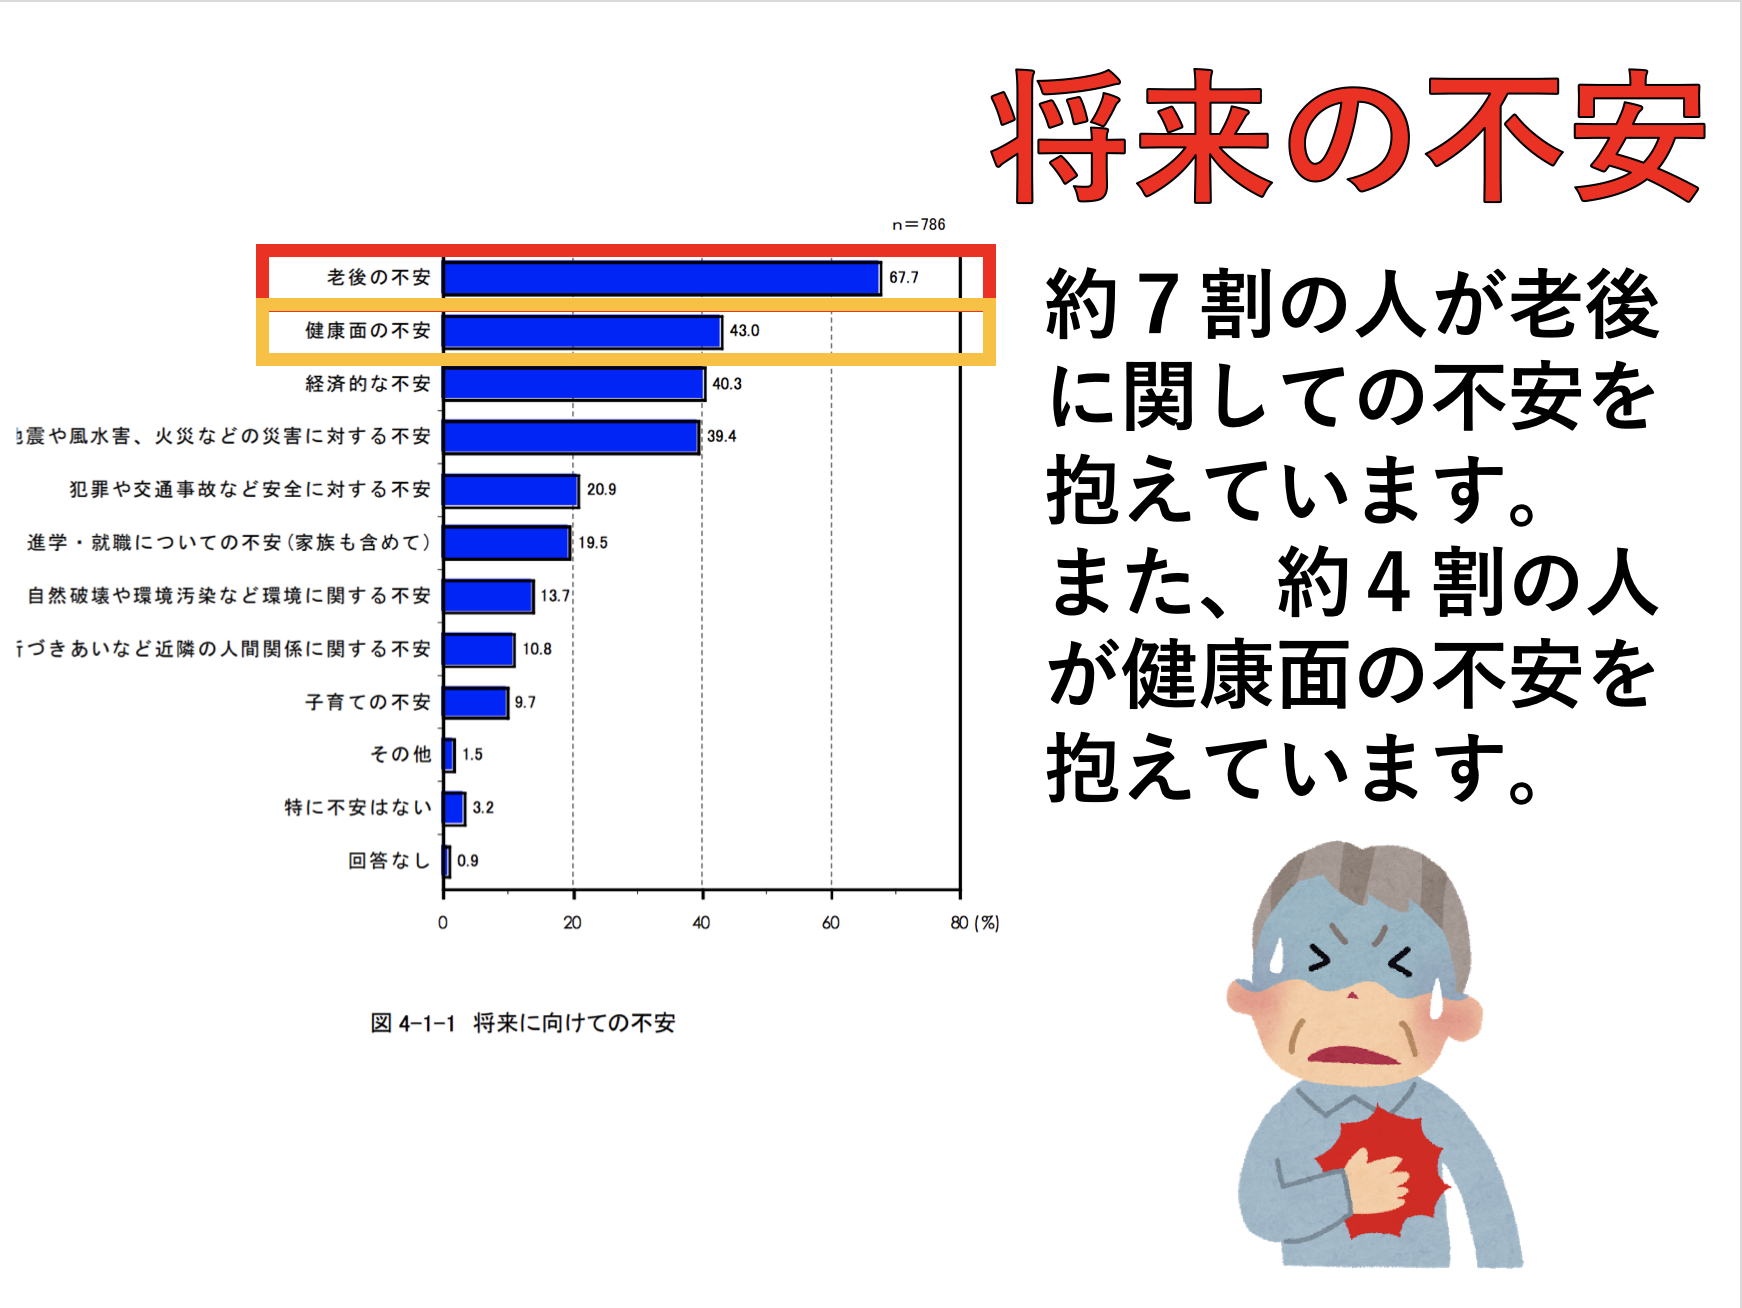 将来の不安
n＝786
老後の不安 67.7
健康面の不安 43.0
経済的な不安 40.3
震や風水害、火災などの災害に対する不安 39.4
犯罪や交通事故など安全に対する不安 20.9
進学・就職についての不安(家族も含めて) 19.5
自然破壊や環境汚染など環境に関する不安 13.7
づきあいなど近隣の人間関係に関する不安 10.8
子育ての不安 9.7
その他 1.5
特に不安はない 3.2
回答なし 0.9
0 20 40 60 80 (%)
図 4-1-1 将来に向けての不安
約７割の人が老後
に関しての不安を
抱えています。
また、約４割の人
が健康面の不安を
抱えています。